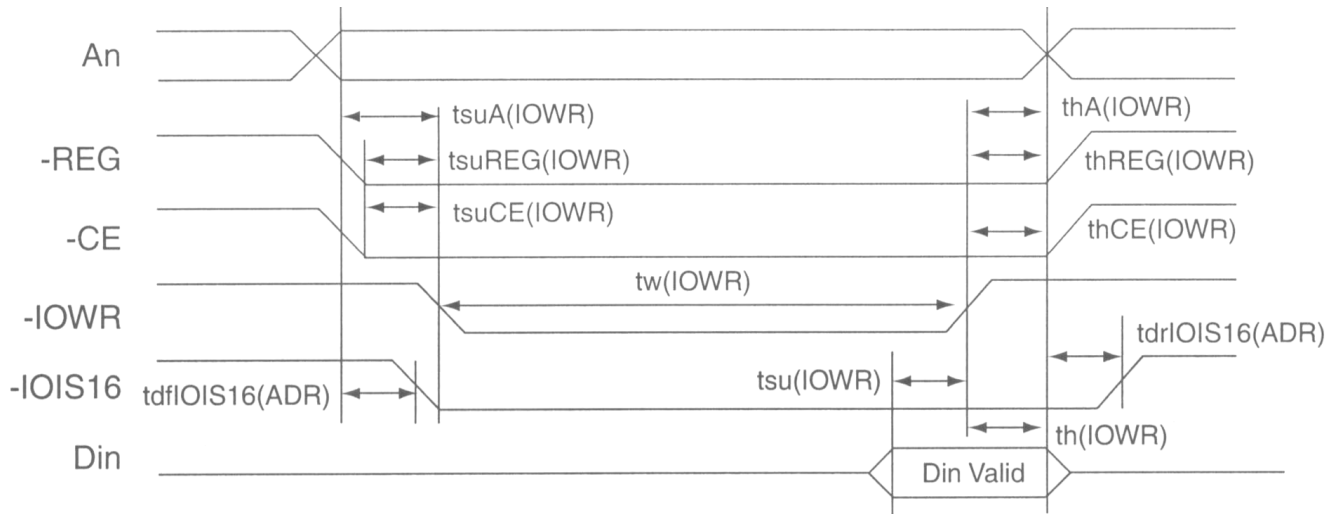 An
tsuA(IOWR)
thA(IOWR)
-REG
tsuREG(IOWR)
thREG(IOWR)
-CE
tsuCE(IOWR)
thCE(IOWR)
tw(IOWR)
-IOWR
tdrIOIS16(ADR)
-IOIS16
tdfIOIS16(ADR)
tsu(IOWR)
th(IOWR)
Din
Din Valid